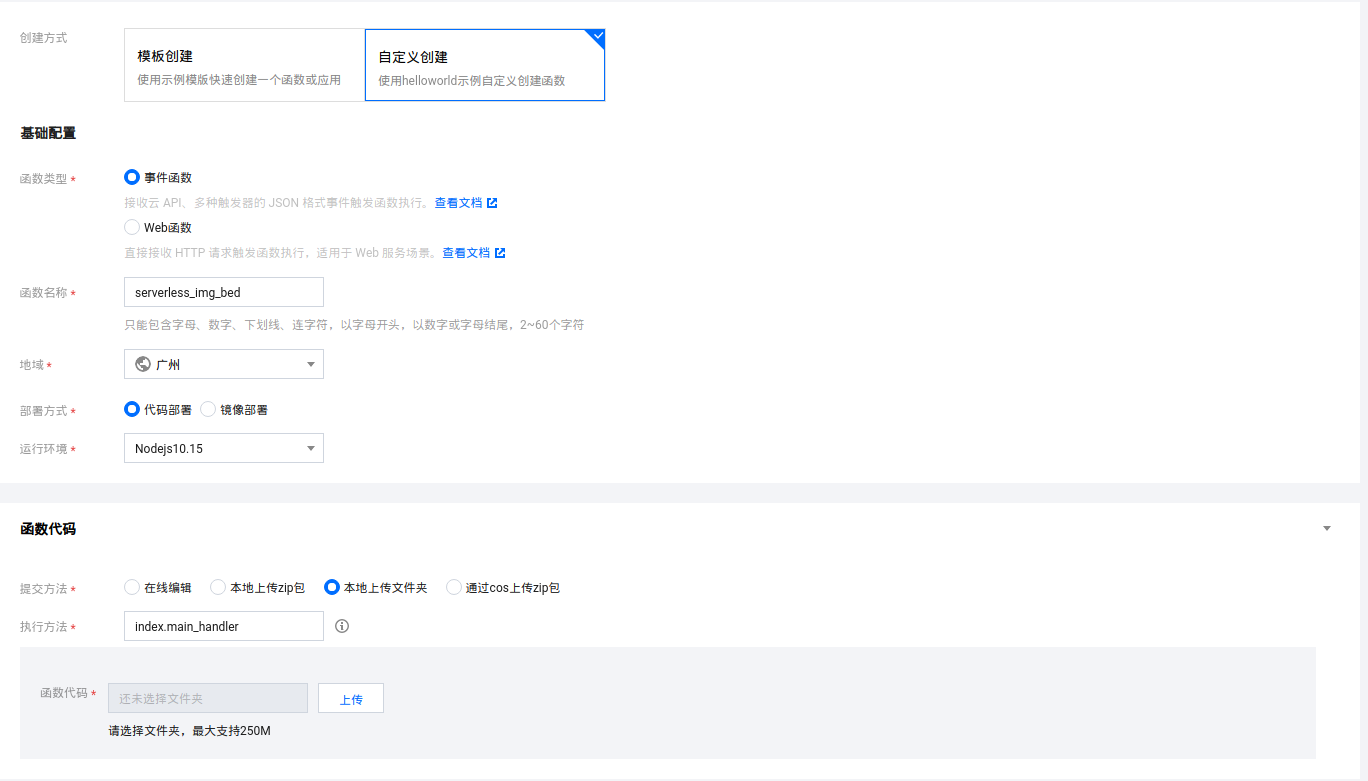 创建方式
模板创建
使用示例模版快速创建一个函数或应用
自定义创建
使用helloworld示例自定义创建函数
基础配置
函数类型 *
事件函数
接收云 API、多种触发器的 JSON 格式事件触发函数执行。查看文档
Web函数
直接接收 HTTP 请求触发函数执行，适用于 Web 服务场景。查看文档
函数名称 * serverless_img_bed
只能包含字母、数字、下划线、连字符，以字母开头，以数字或字母结尾，2~60个字符
地域 * 广州
部署方式 * 代码部署 镜像部署
运行环境 * Nodejs10.15
函数代码
提交方法 * 在线编辑 本地上传zip包 本地上传文件夹 通过cos上传zip包
执行方法 * index.main_handler
函数代码 * 还未选择文件夹 上传
请选择文件夹，最大支持250M